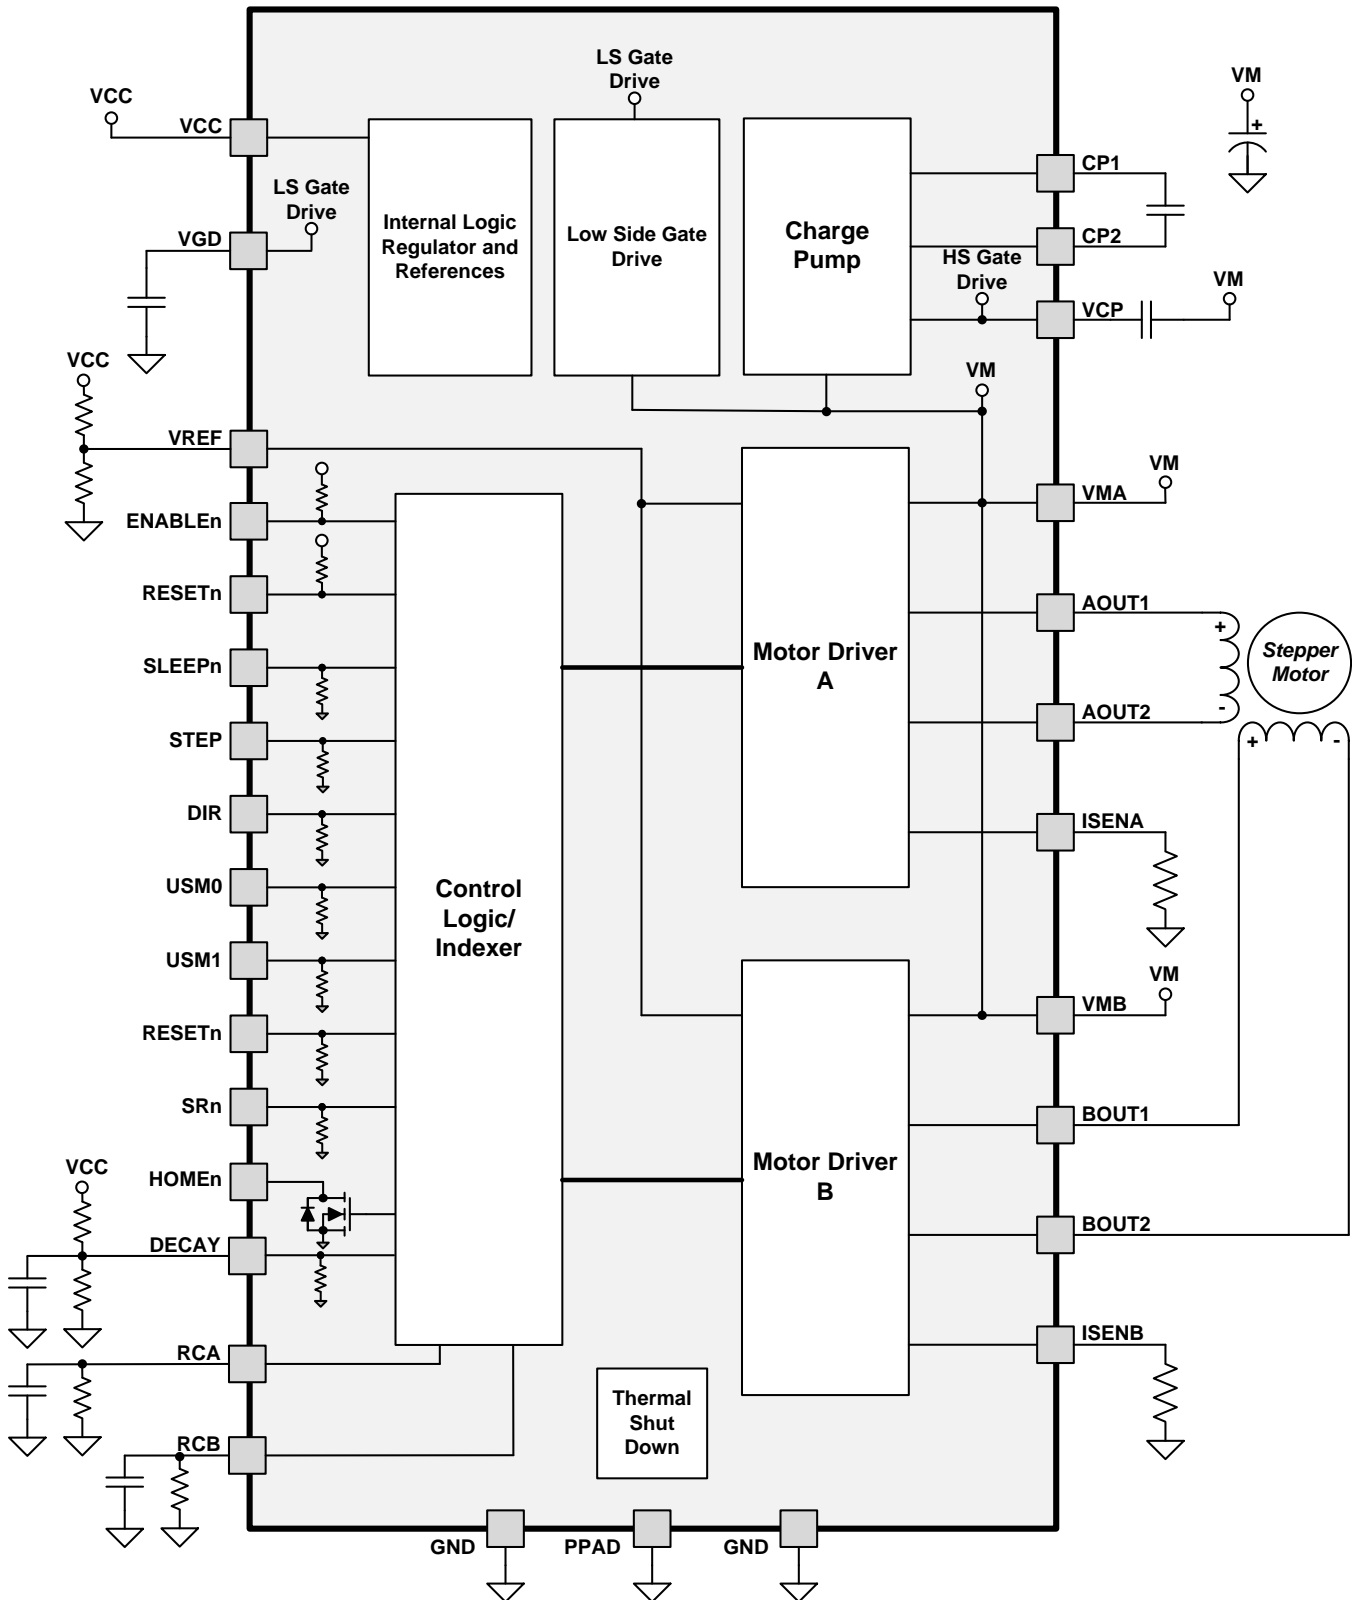 LS Gate
Drive
VM
VCC
VCC
+
CP1
LS Gate
Drive
Internal Logic
Regulator and
References
Low Side Gate
Drive
Charge
Pump
VGD
CP2
HS Gate
Drive
VM
VCP
VCC
VM
VREF
VM
VMA
ENABLEn
RESETn
AOUT1
+
Stepper
Motor
Motor Driver
A
SLEEPn
-
AOUT2
STEP
+
-
DIR
ISENA
USM0
Control
Logic/
Indexer
USM1
VM
VMB
RESETn
SRn
BOUT1
VCC
HOMEn
Motor Driver
B
BOUT2
DECAY
ISENB
RCA
Thermal
Shut
Down
RCB
GND
PPAD
GND